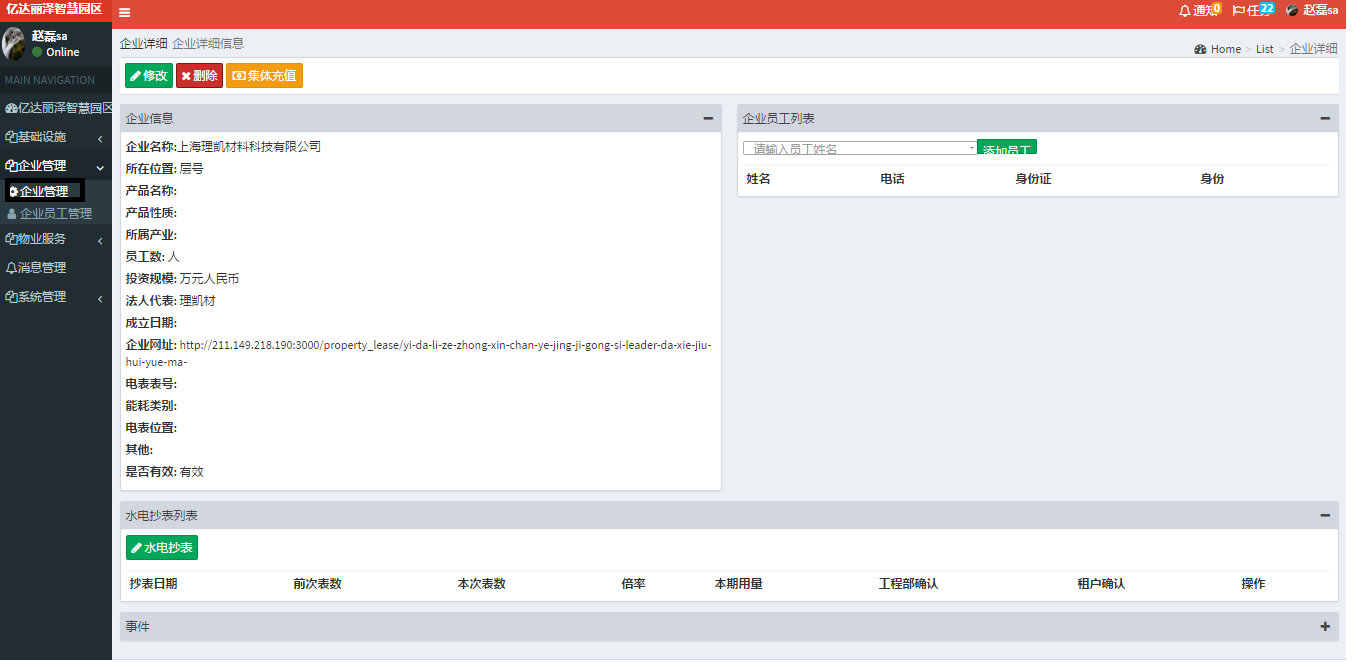 亿达丽泽智慧园区
通知 0
任务 22
赵磊sa
赵磊sa
Online
MAIN NAVIGATION
亿达丽泽智慧园区
基础设施
企业管理
企业管理
企业员工管理
物业服务
消息管理
系统管理
企业详细 企业详细信息
Home > List > 企业详细
修改
删除
集体充值
企业信息
企业名称:上海理凯材料科技有限公司
所在位置: 层号
产品名称:
产品性质:
所属产业:
员工数: 人
投资规模: 万元人民币
法人代表: 理凯材
成立日期:
企业网址: http://211.149.218.190:3000/property_lease/yi-da-li-ze-zhong-xin-chan-ye-jing-ji-gong-si-leader-da-xie-jiu-
hui-yue-ma-
电表表号:
能耗类别:
电表位置:
其他:
是否有效: 有效
企业员工列表
请输入员工姓名
添加员工
姓名 电话 身份证 身份
水电抄表列表
水电抄表
抄表日期 前次表数 本次表数 倍率 本期用量 工程部确认 租户确认 操作
事件